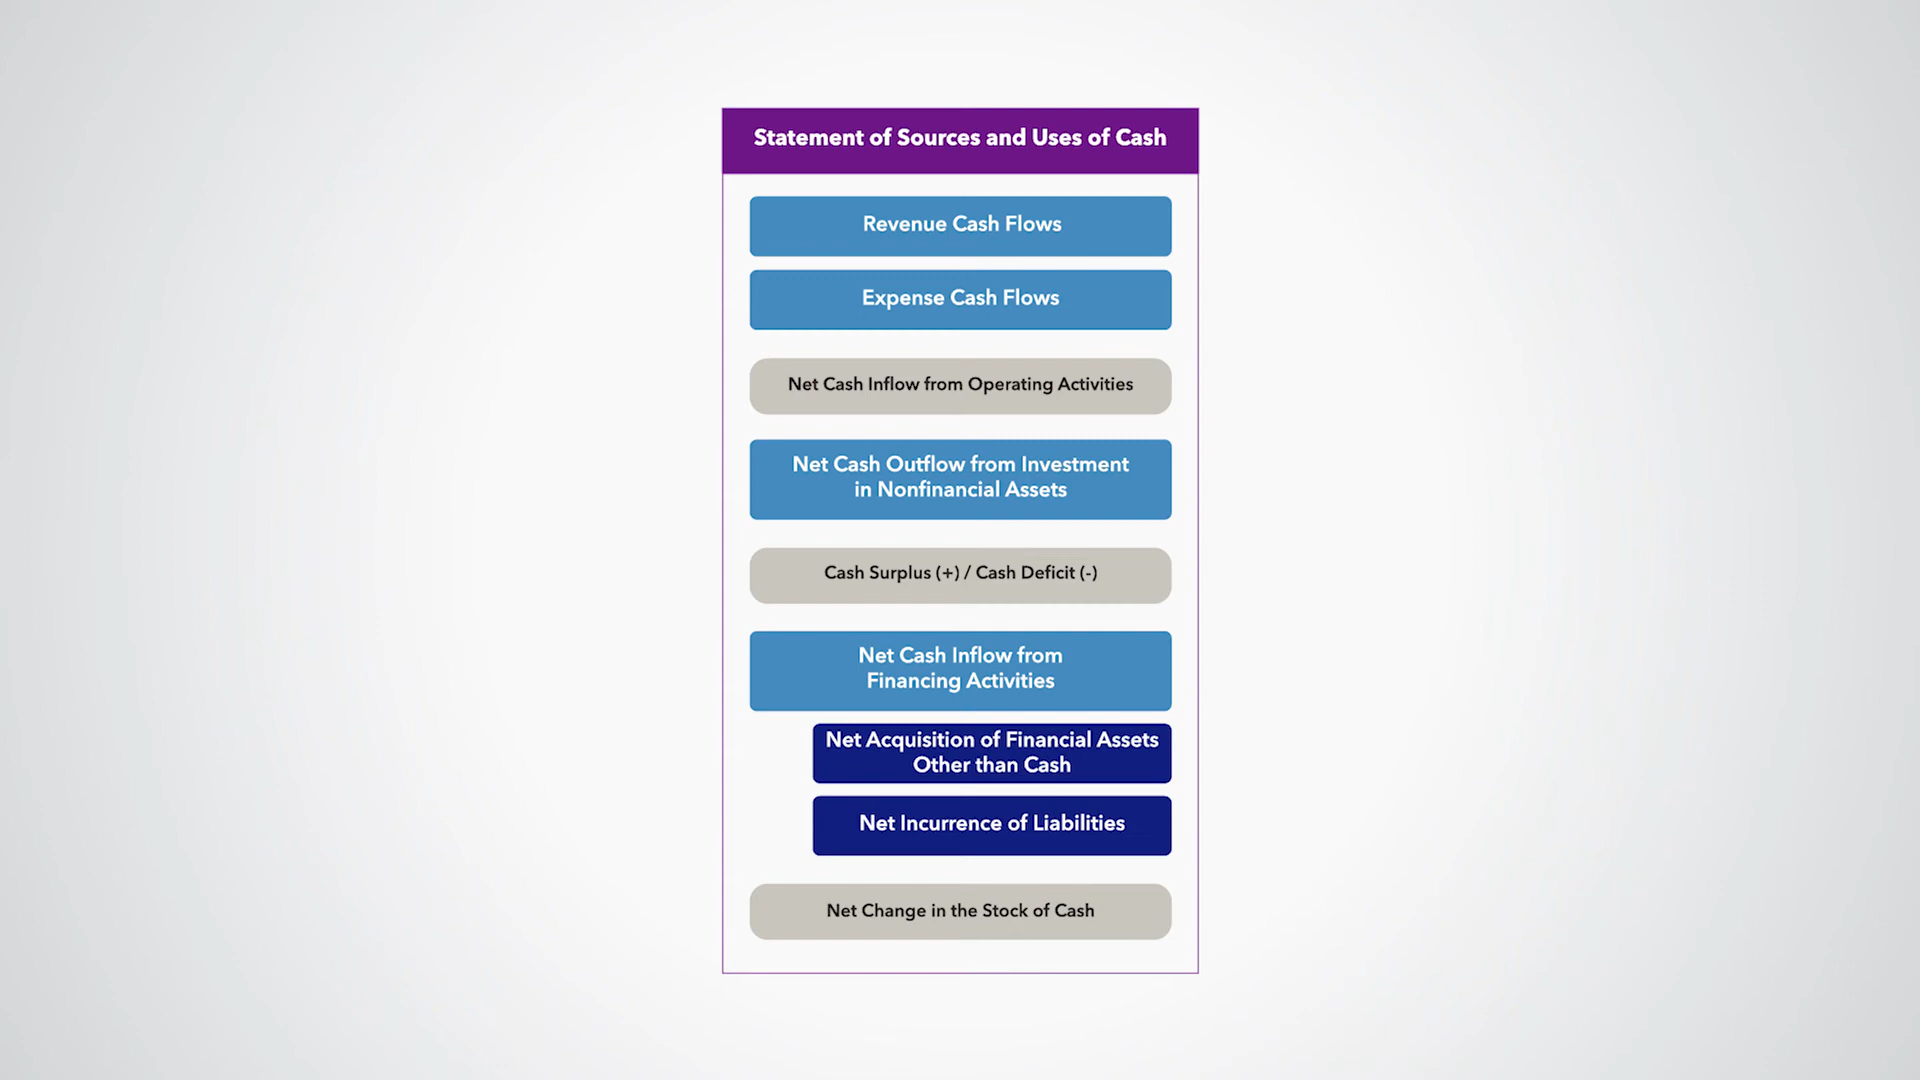 Statement of Sources and Uses of Cash
Revenue Cash Flows
Expense Cash Flows
Net Cash Inflow from Operating Activities
Net Cash Outflow from Investment
in Nonfinancial Assets
Cash Surplus (+) / Cash Deficit (-)
Net Cash Inflow from
Financing Activities
Net Acquisition of Financial Assets
Other than Cash
Net Incurrence of Liabilities
Net Change in the Stock of Cash